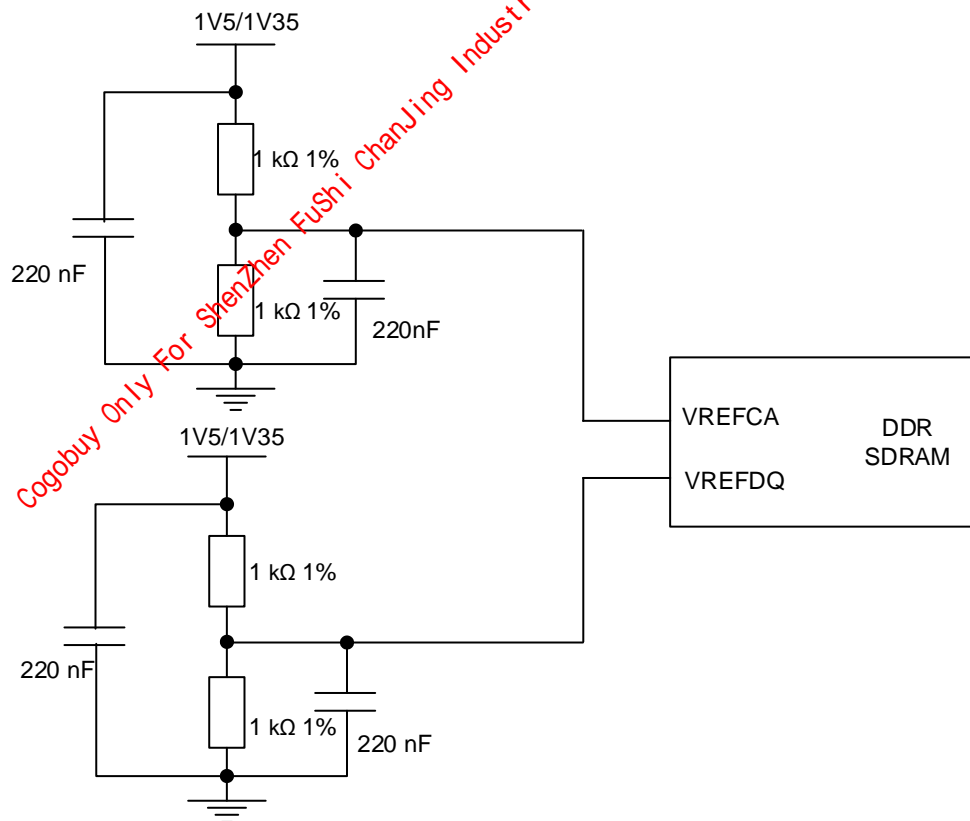 1V5/1V35
1 kΩ 1%
220 nF
1 kΩ 1%
220nF
Cogobuy Only For ShenZhen FuShi ChanJing Industr
VREFCA
DDR
SDRAM
VREFDQ
1V5/1V35
1 kΩ 1%
220 nF
1 kΩ 1%
220 nF